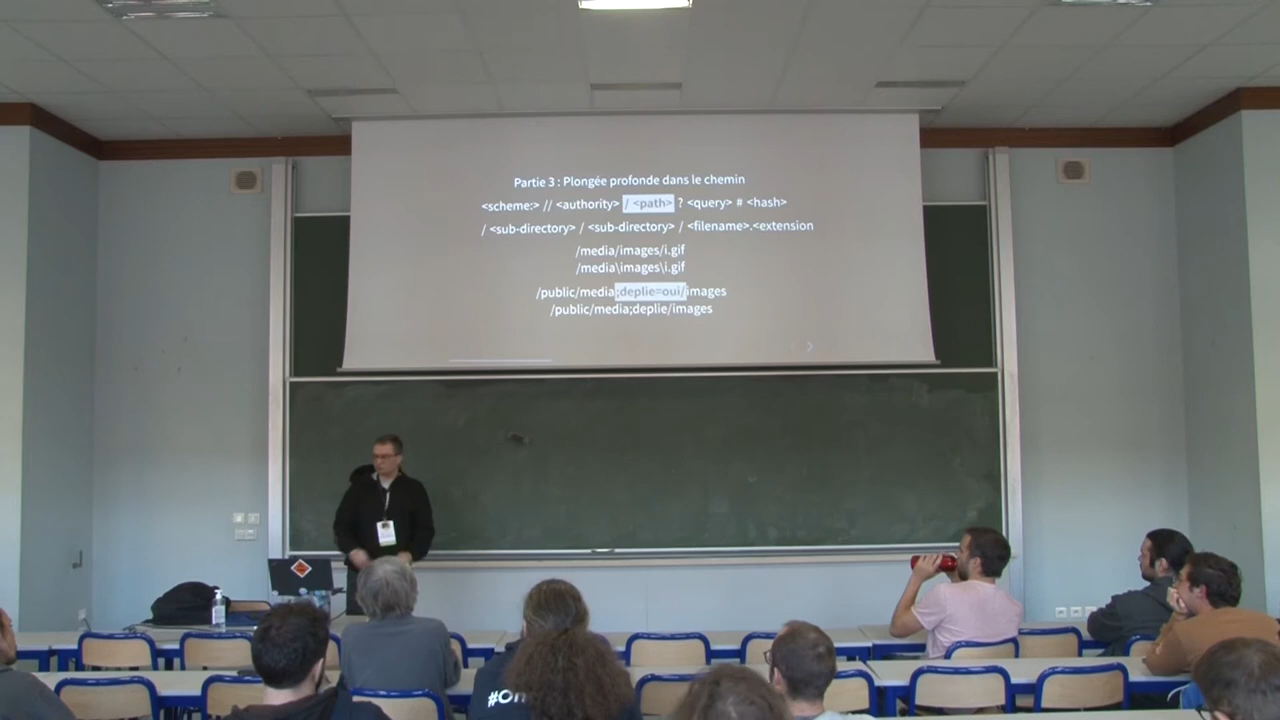 Partie 3 : Plongée profonde dans le chemin
<scheme:> // <authority> / <path> ? <query> # <hash>
/ <sub-directory> / <sub-directory> / <filename>.<extension
/media/images/i.gif
/media\images\i.gif
/public/media;deplie=oui/images
/public/media;deplie/images